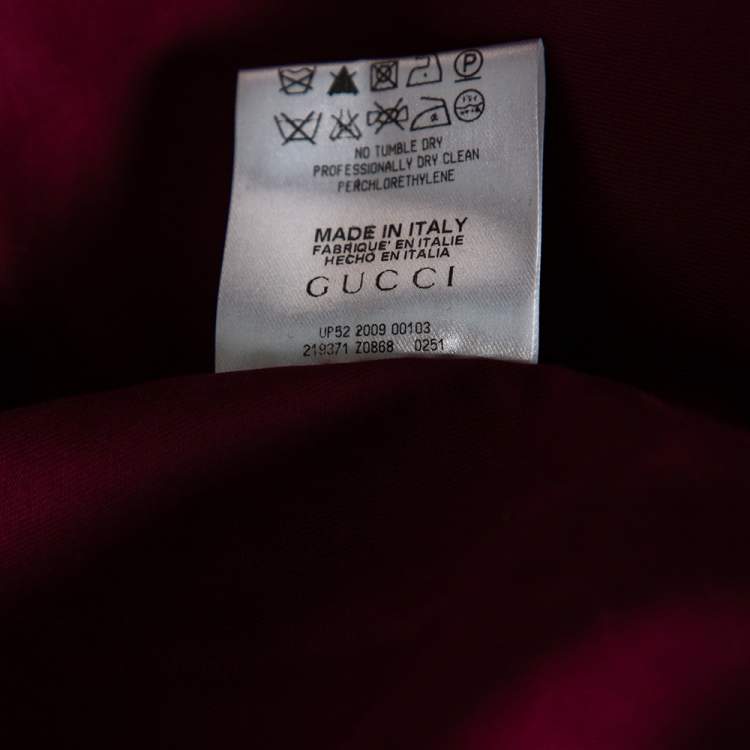 P
NO TUMBLE DRY
PROFESSIONALLY DRY CLEAN
PERCHLORETHYLENE
MADE IN ITALY
FABRIQUE' EN ITALIE
HECHO EN ITALIA
GUCCI
UP52 2009 00103
219371 Z0868 0251